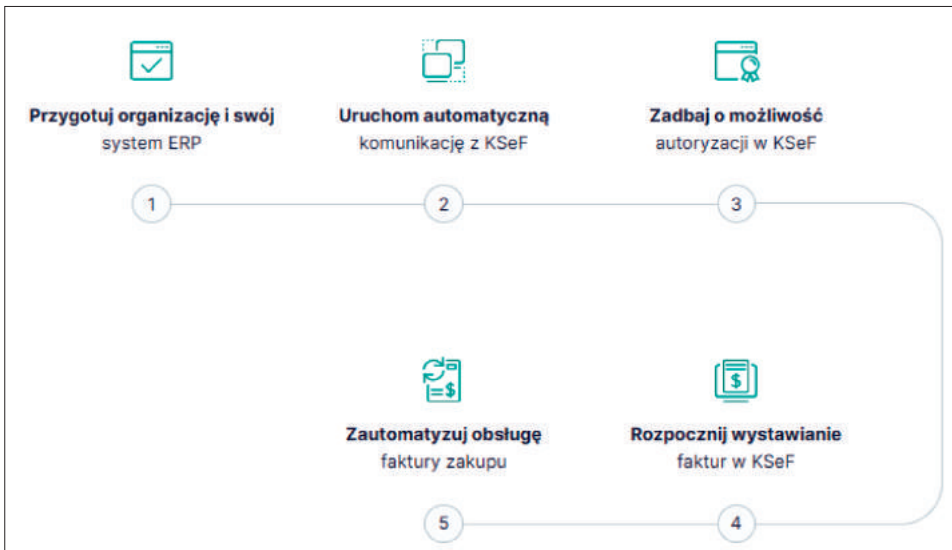 Przygotuj organizację i swój
system ERP
1
Uruchom automatyczną
komunikację z KSeF
2
Zadbaj o możliwość
autoryzacji w KSeF
3
Rozpocznij wystawianie
faktur w KSeF
4
Zautomatyzuj obsługę
faktury zakupu
5